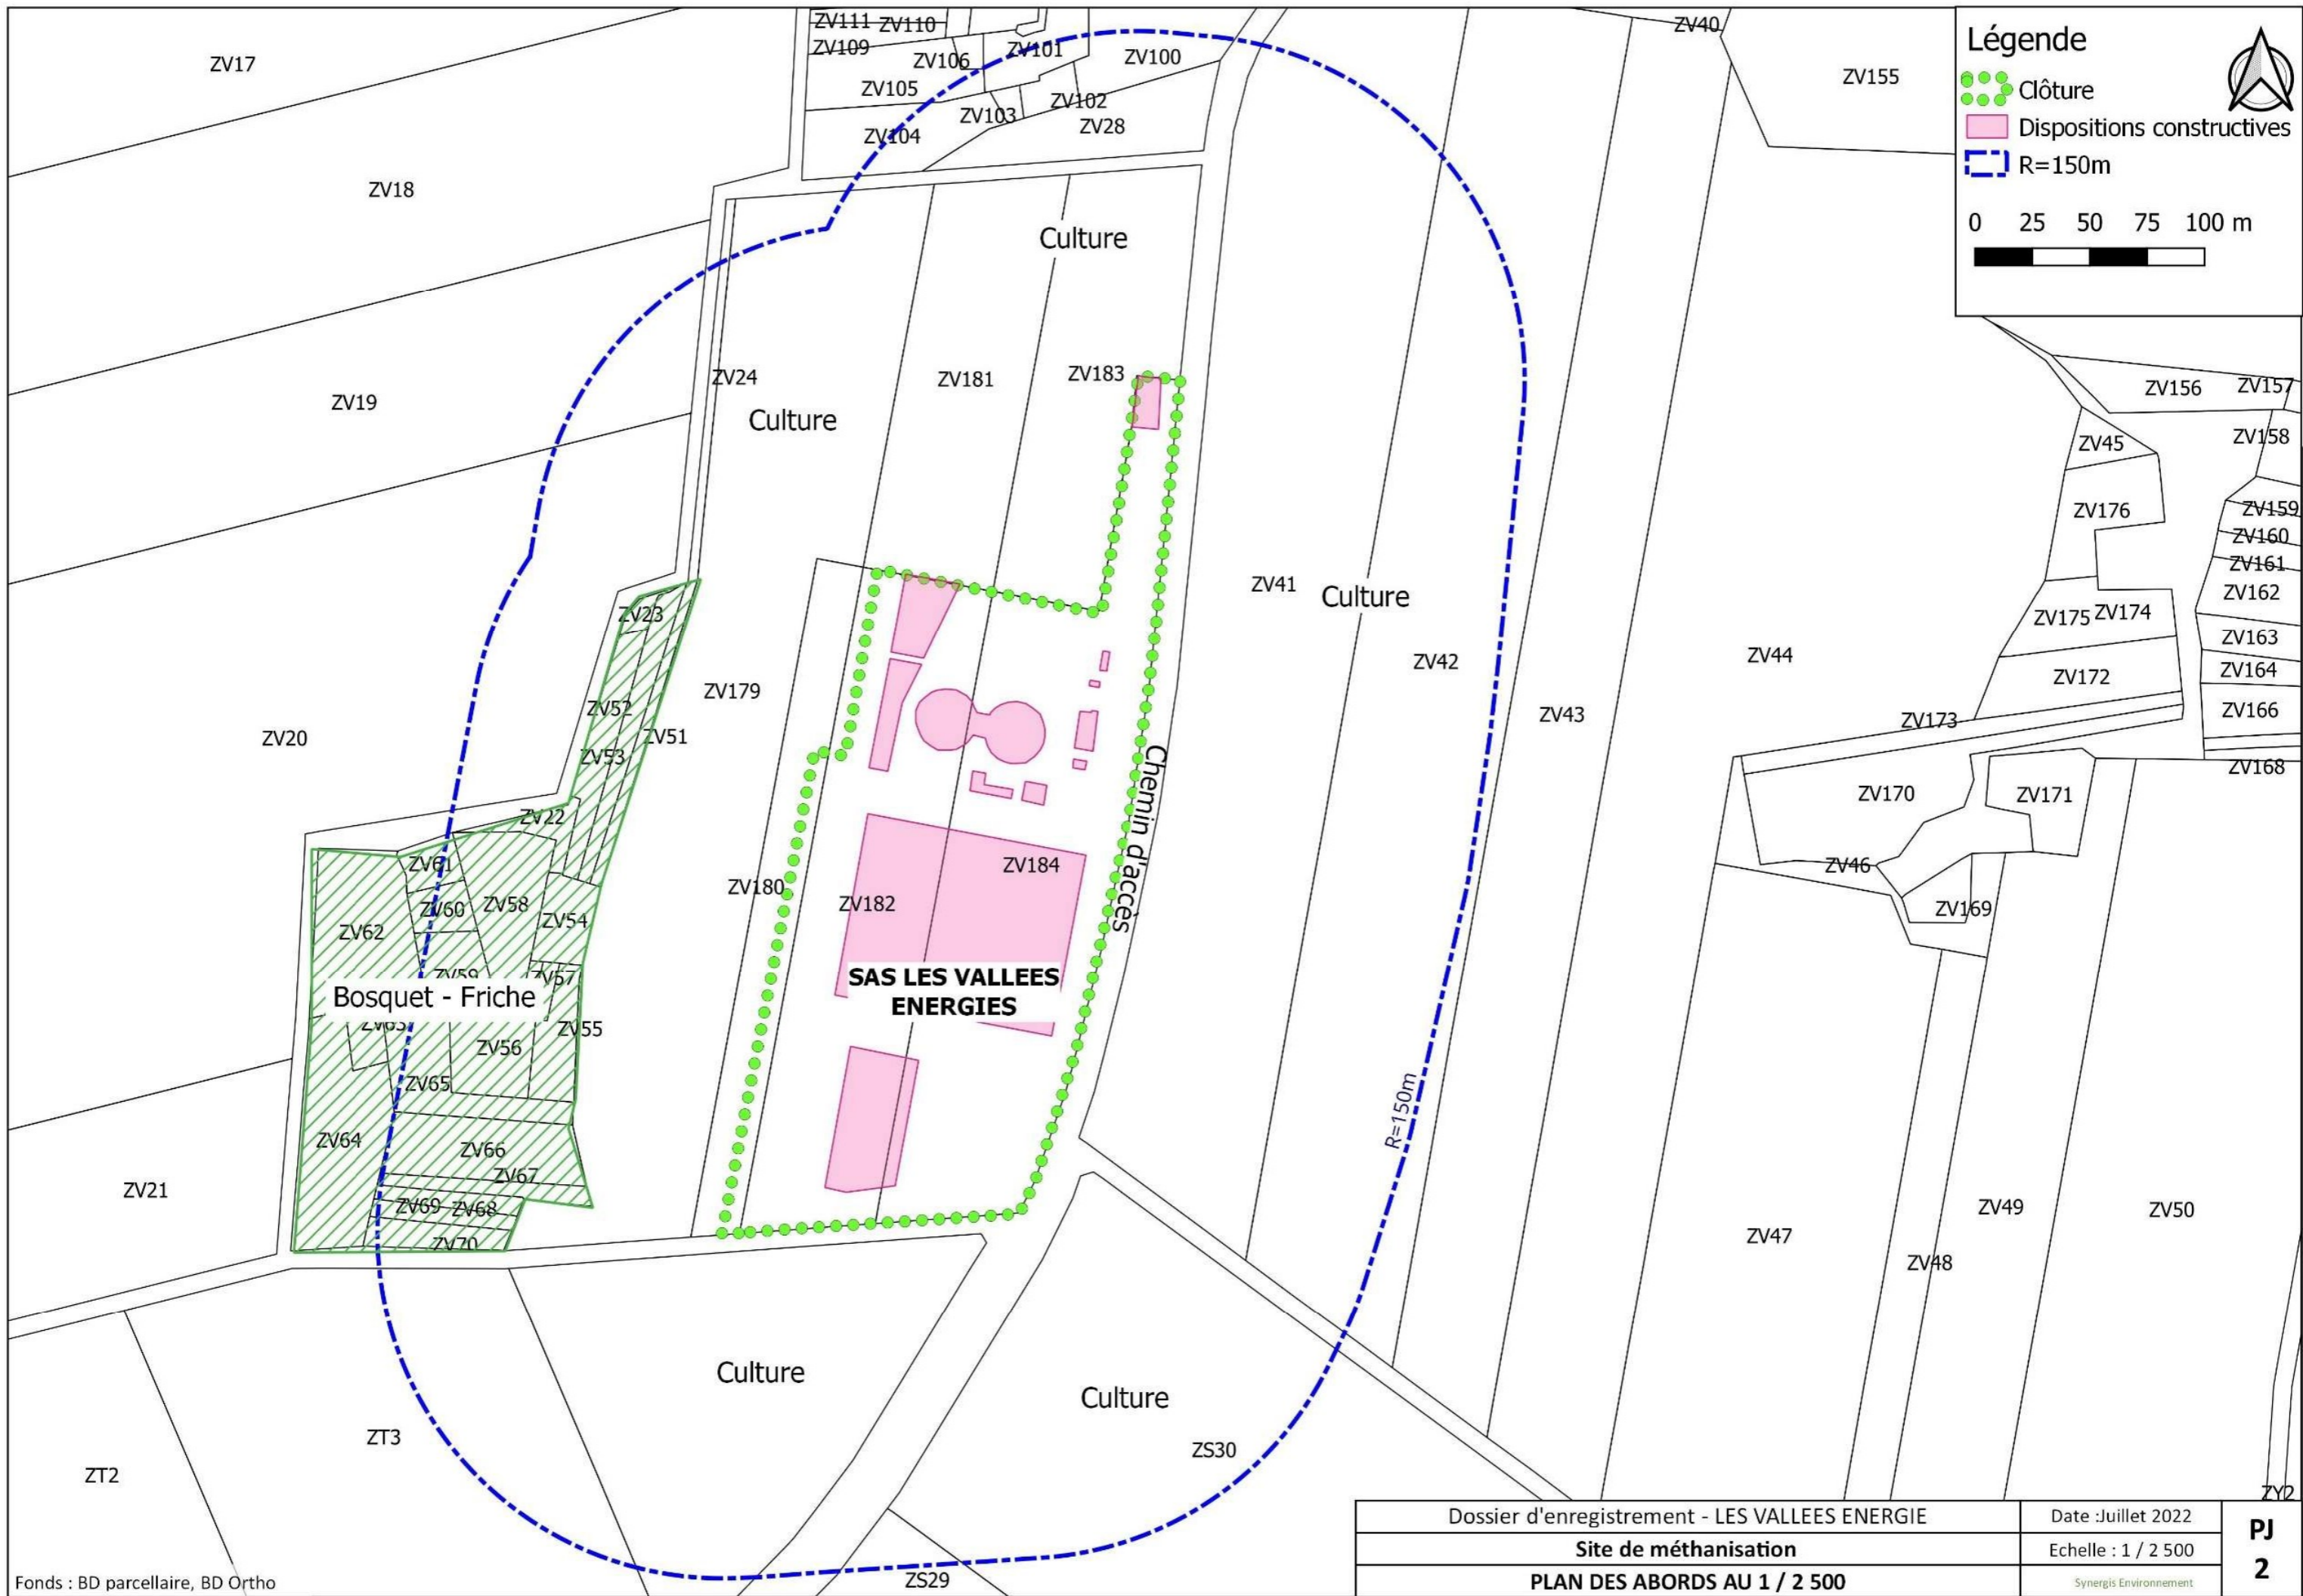 ZV17
ZV111
ZV110
ZV109
ZV106
ZV101
ZV100
ZV105
ZV103
ZV102
ZV104
ZV28
ZV40
ZV155
Légende
Clôture
Dispositions constructives
R=150m
0 25 50 75 100 m
ZV18
Culture
ZV19
ZV24
ZV181
ZV183
Culture
ZV156
ZV157
ZV45
ZV158
ZV176
ZV159
ZV160
ZV161
ZV162
ZV41
Culture
ZV23
ZV175
ZV174
ZV163
ZV42
ZV44
ZV164
ZV172
ZV179
ZV52
ZV166
ZV43
ZV173
ZV20
ZV51
ZV53
Chemin d'accès
ZV168
ZV170
ZV171
ZV22
ZV61
ZV184
ZV46
ZV180
ZV60
ZV58
ZV182
ZV54
ZV62
ZV169
ZV59
ZV57
SAS LES VALLEES
ENERGIES
Bosquet - Friche
ZV63
ZV55
ZV56
ZV65
R=150m
ZV64
ZV66
ZV67
ZV21
ZV69
ZV68
ZV70
ZV49
ZV50
ZV47
ZV48
Culture
Culture
ZT3
ZS30
ZT2
ZY2
ZS29
Dossier d'enregistrement - LES VALLEES ENERGIE
Date :Juillet 2022
Site de méthanisation
Echelle : 1 / 2 500
PLAN DES ABORDS AU 1 / 2 500
Synergis Environnement
PJ
2
Fonds : BD parcellaire, BD Ortho